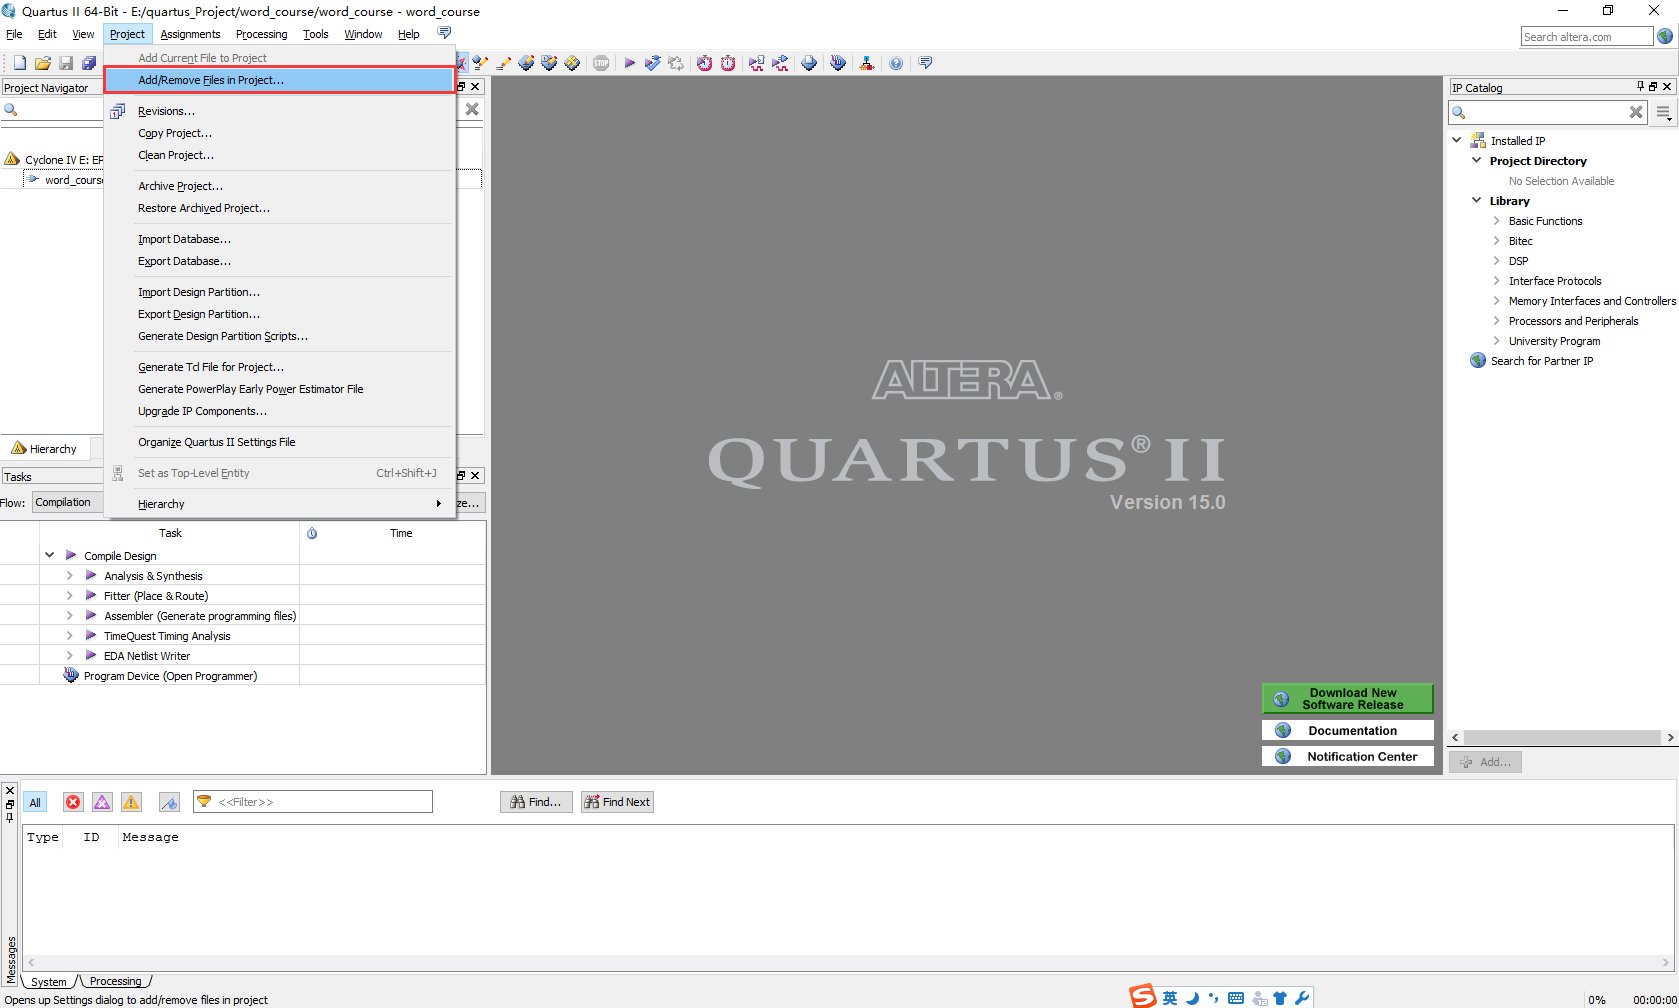 Quartus II 64-Bit - E:/quartus_Project/word_course/word_course - word_course
File Edit View Project Assignments Processing Tools Window Help
Search altera.com
Add Current File to Project
Add/Remove Files in Project...
Revisions...
Copy Project...
Clean Project...
Archive Project...
Restore Archived Project...
Import Database...
Export Database...
Import Design Partition...
Export Design Partition...
Generate Design Partition Scripts...
Generate Tcl File for Project...
Generate PowerPlay Early Power Estimator File
Upgrade IP Components...
Organize Quartus II Settings File
Set as Top-Level Entity Ctrl+Shift+J
Hierarchy
STOP
Project Navigator
Cyclone IV E: EP
word_course
Hierarchy
Tasks
Flow: Compilation
ze...
Task Time
Compile Design
Analysis & Synthesis
Fitter (Place & Route)
Assembler (Generate programming files)
TimeQuest Timing Analysis
EDA Netlist Writer
Program Device (Open Programmer)
ALTERA®
QUARTUS® II
Version 15.0
Download New
Software Release
Documentation
Notification Center
IP Catalog
Installed IP
Project Directory
No Selection Available
Library
Basic Functions
Bitec
DSP
Interface Protocols
Memory Interfaces and Controllers
Processors and Peripherals
University Program
Search for Partner IP
Add...
All
<<Filter>>
Find...
Find Next
Type ID Message
Messages
System Processing
Opens up Settings dialog to add/remove files in project
S 英
0% 00:00:00